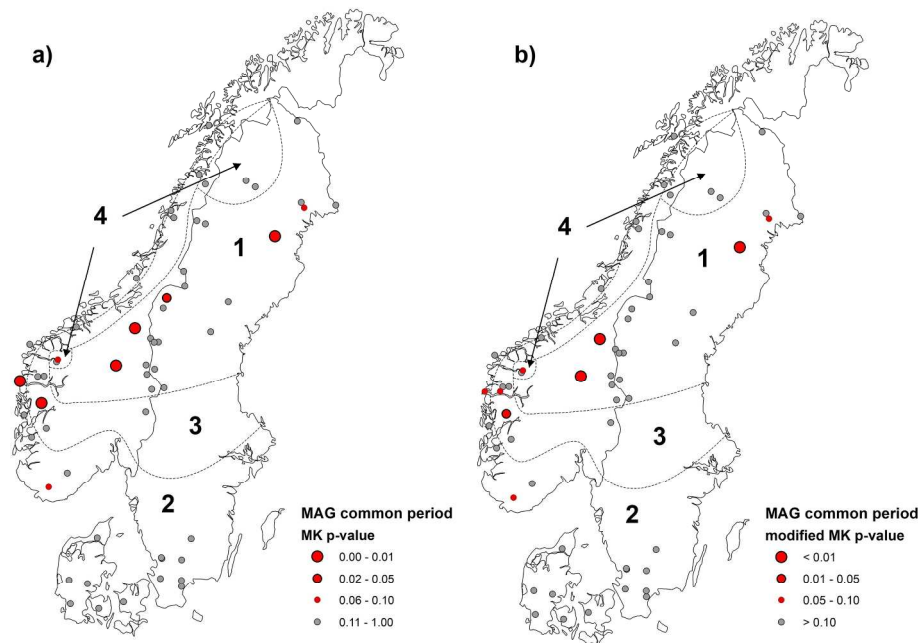 a)
4
1
3
2
MAG common period
MK p-value
0.00 - 0.01
0.02 - 0.05
0.06 - 0.10
0.11 - 1.00
b)
4
1
3
2
MAG common period
modified MK p-value
< 0.01
0.01 - 0.05
0.05 - 0.10
> 0.10